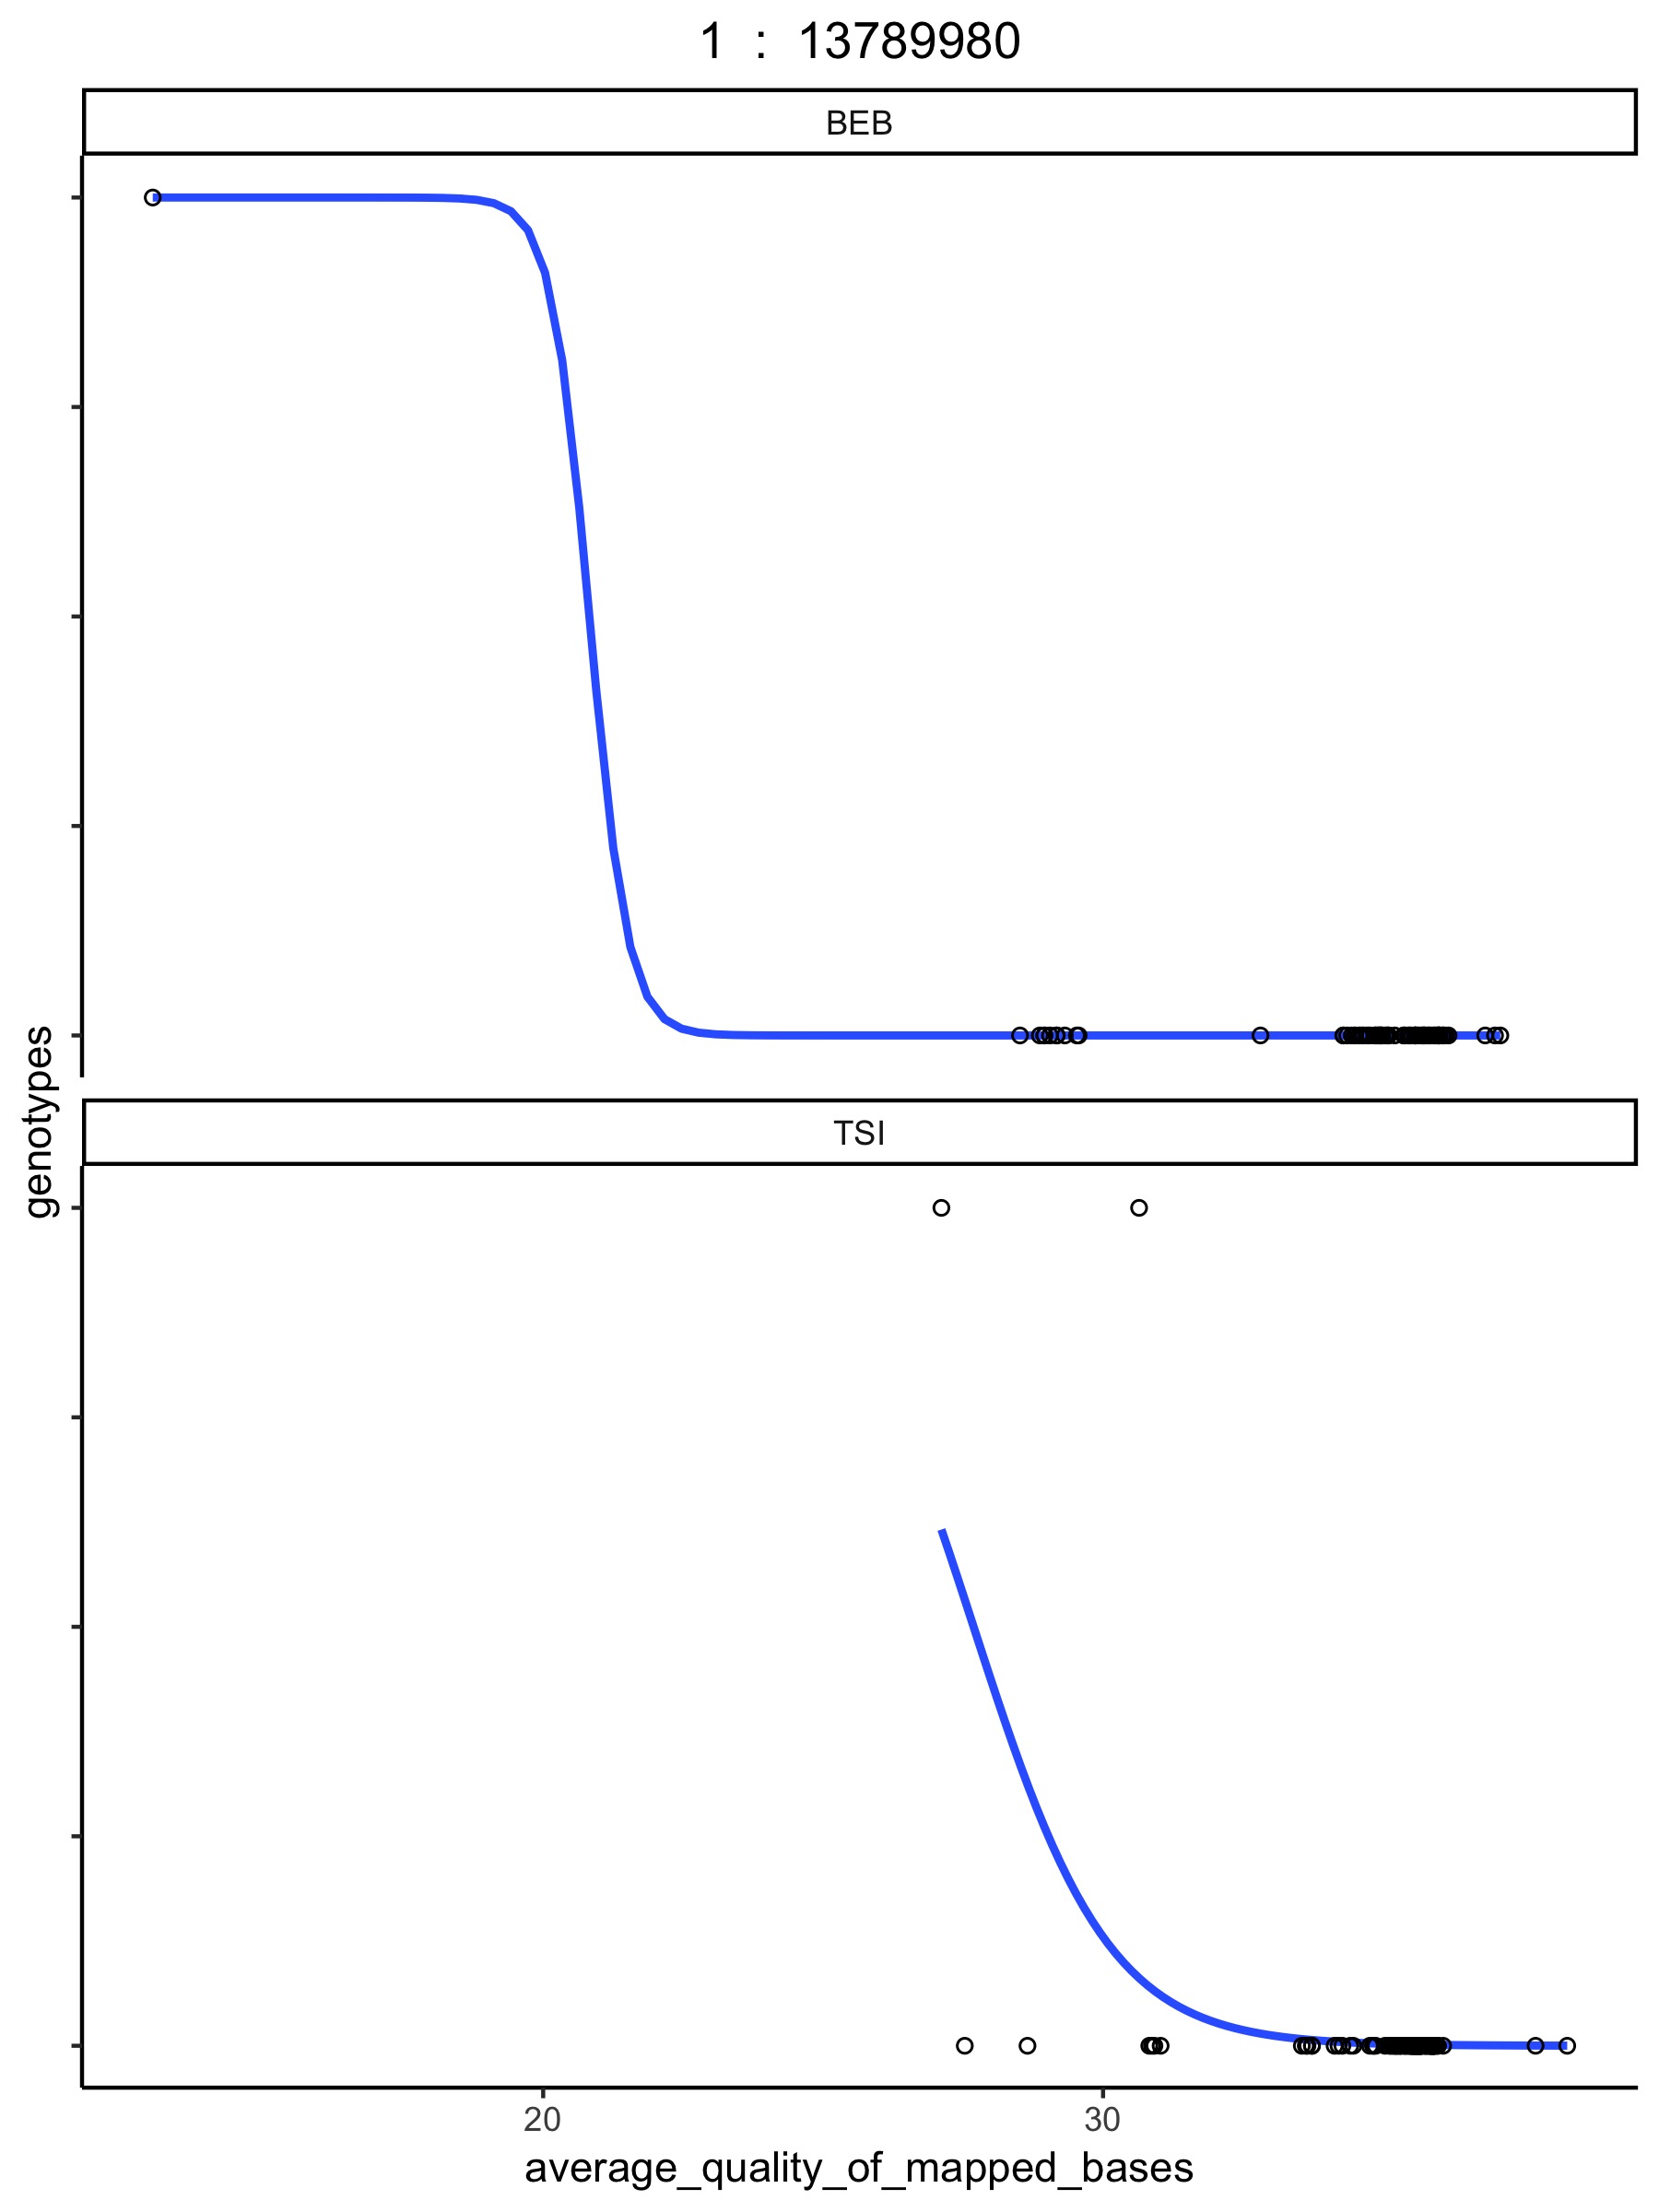 1 : 13789980
BEB
genotypes
TSI
20
30
average_quality_of_mapped_bases